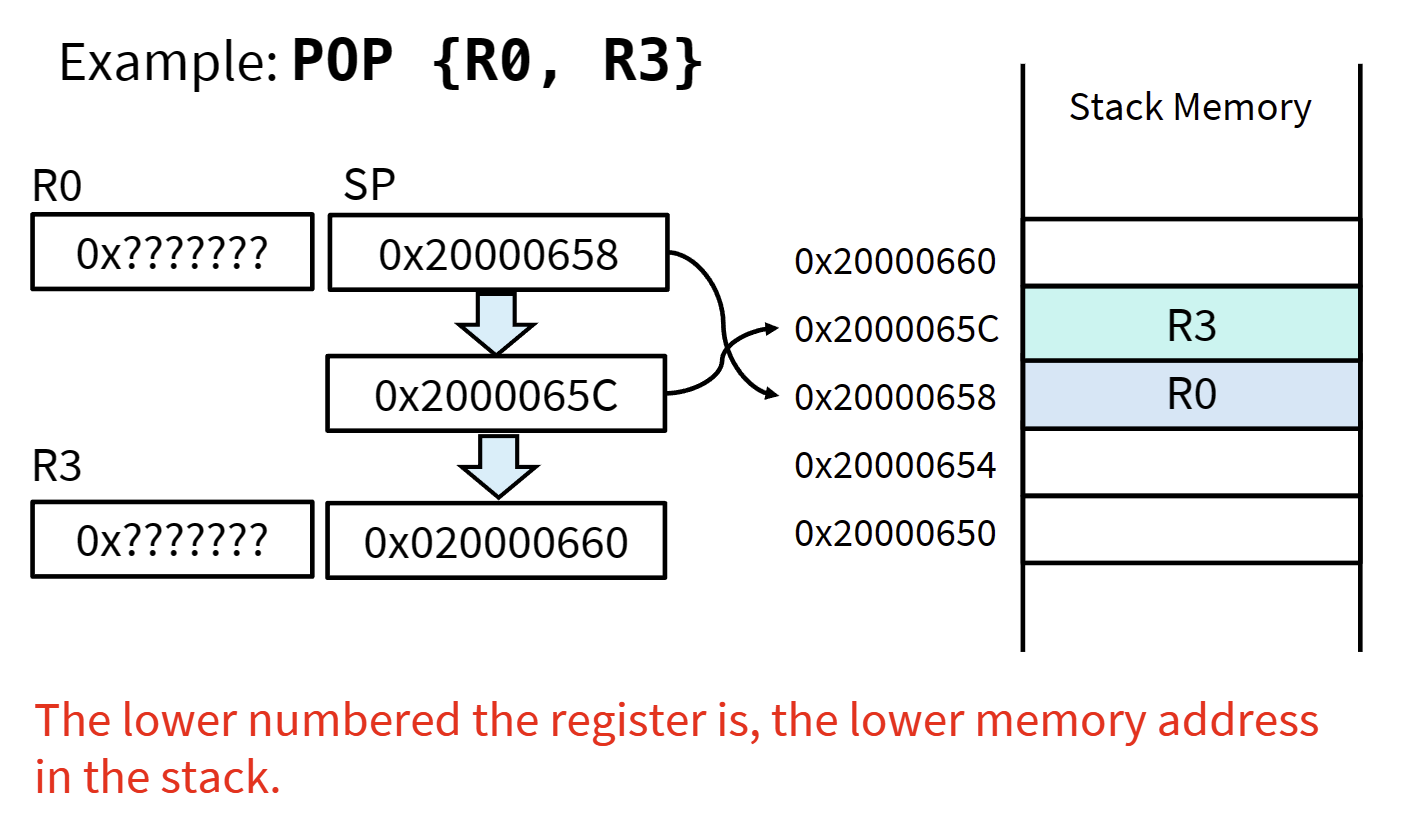 Example: POP {R0, R3}
Stack Memory
R0
SP
0x???????
0x20000658
0x2000065C
R3
0x???????
0x020000660
0x20000660
0x2000065C
0x20000658
0x20000654
0x20000650
R3
R0
The lower numbered the register is, the lower memory address
in the stack.